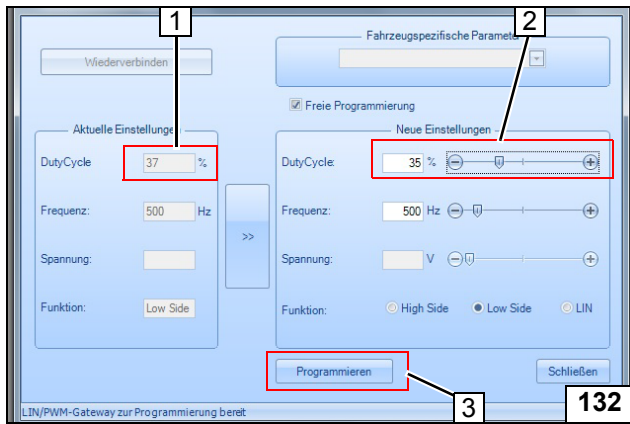 1
2
Fahrzeugspezifische Parameter
Wiederverbinden
Freie Programmierung
Aktuelle Einstellungen
DutyCycle
37 %
Frequenz:
500 Hz
Spannung:
Funktion:
Low Side
>>
Neue Einstellungen
DutyCycle:
35 %
Frequenz:
500 Hz
Spannung:
V
Funktion:
High Side Low Side LIN
Programmieren
Schließen
3
132
LIN/PWM-Gateway zur Programmierung bereit